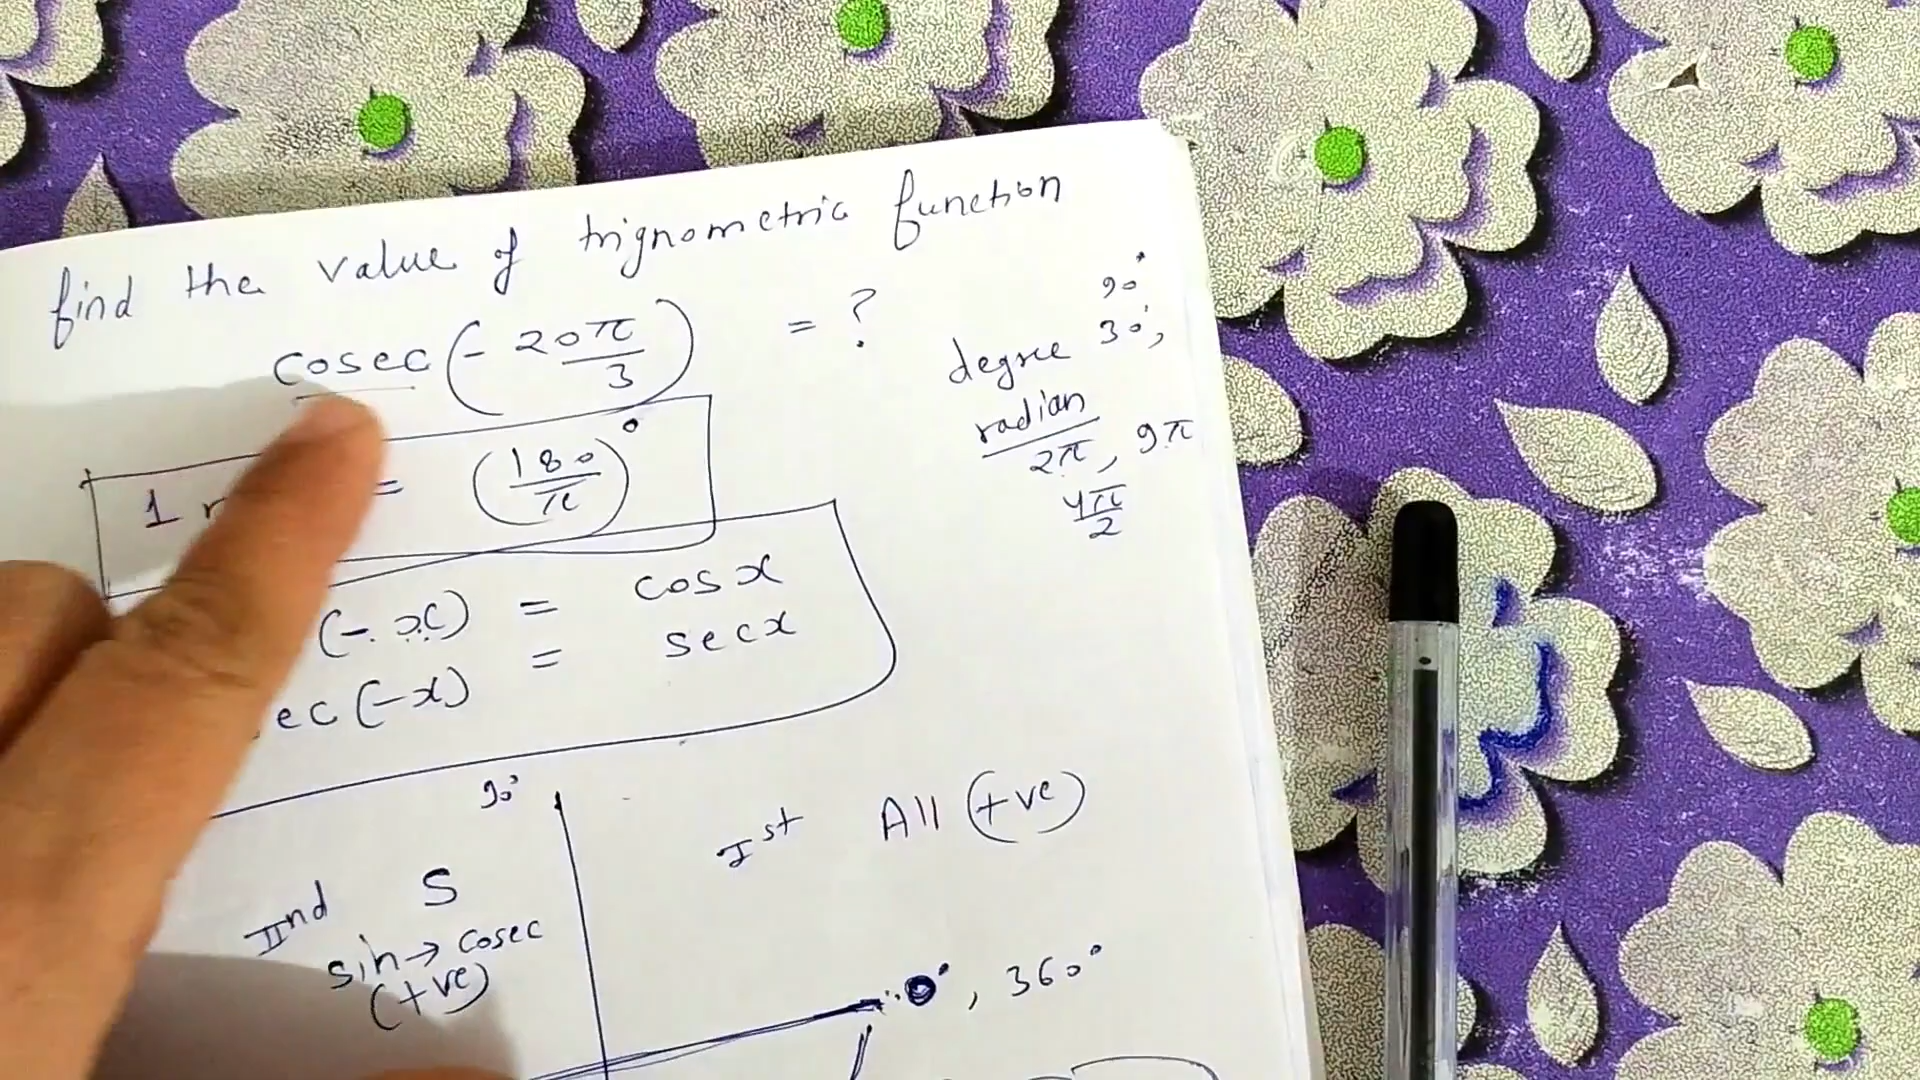 find the value of trignometric function
cosec (- 20π/3) = ?
1 = (180/π)°
(-x) = cos x
ec (-x) = sec x
90°
30°,
degree
radian
2π, 9π
4π/2
90°
Ist All (+ve)
IInd S
sin → cosec
(+ve)
0°, 360°